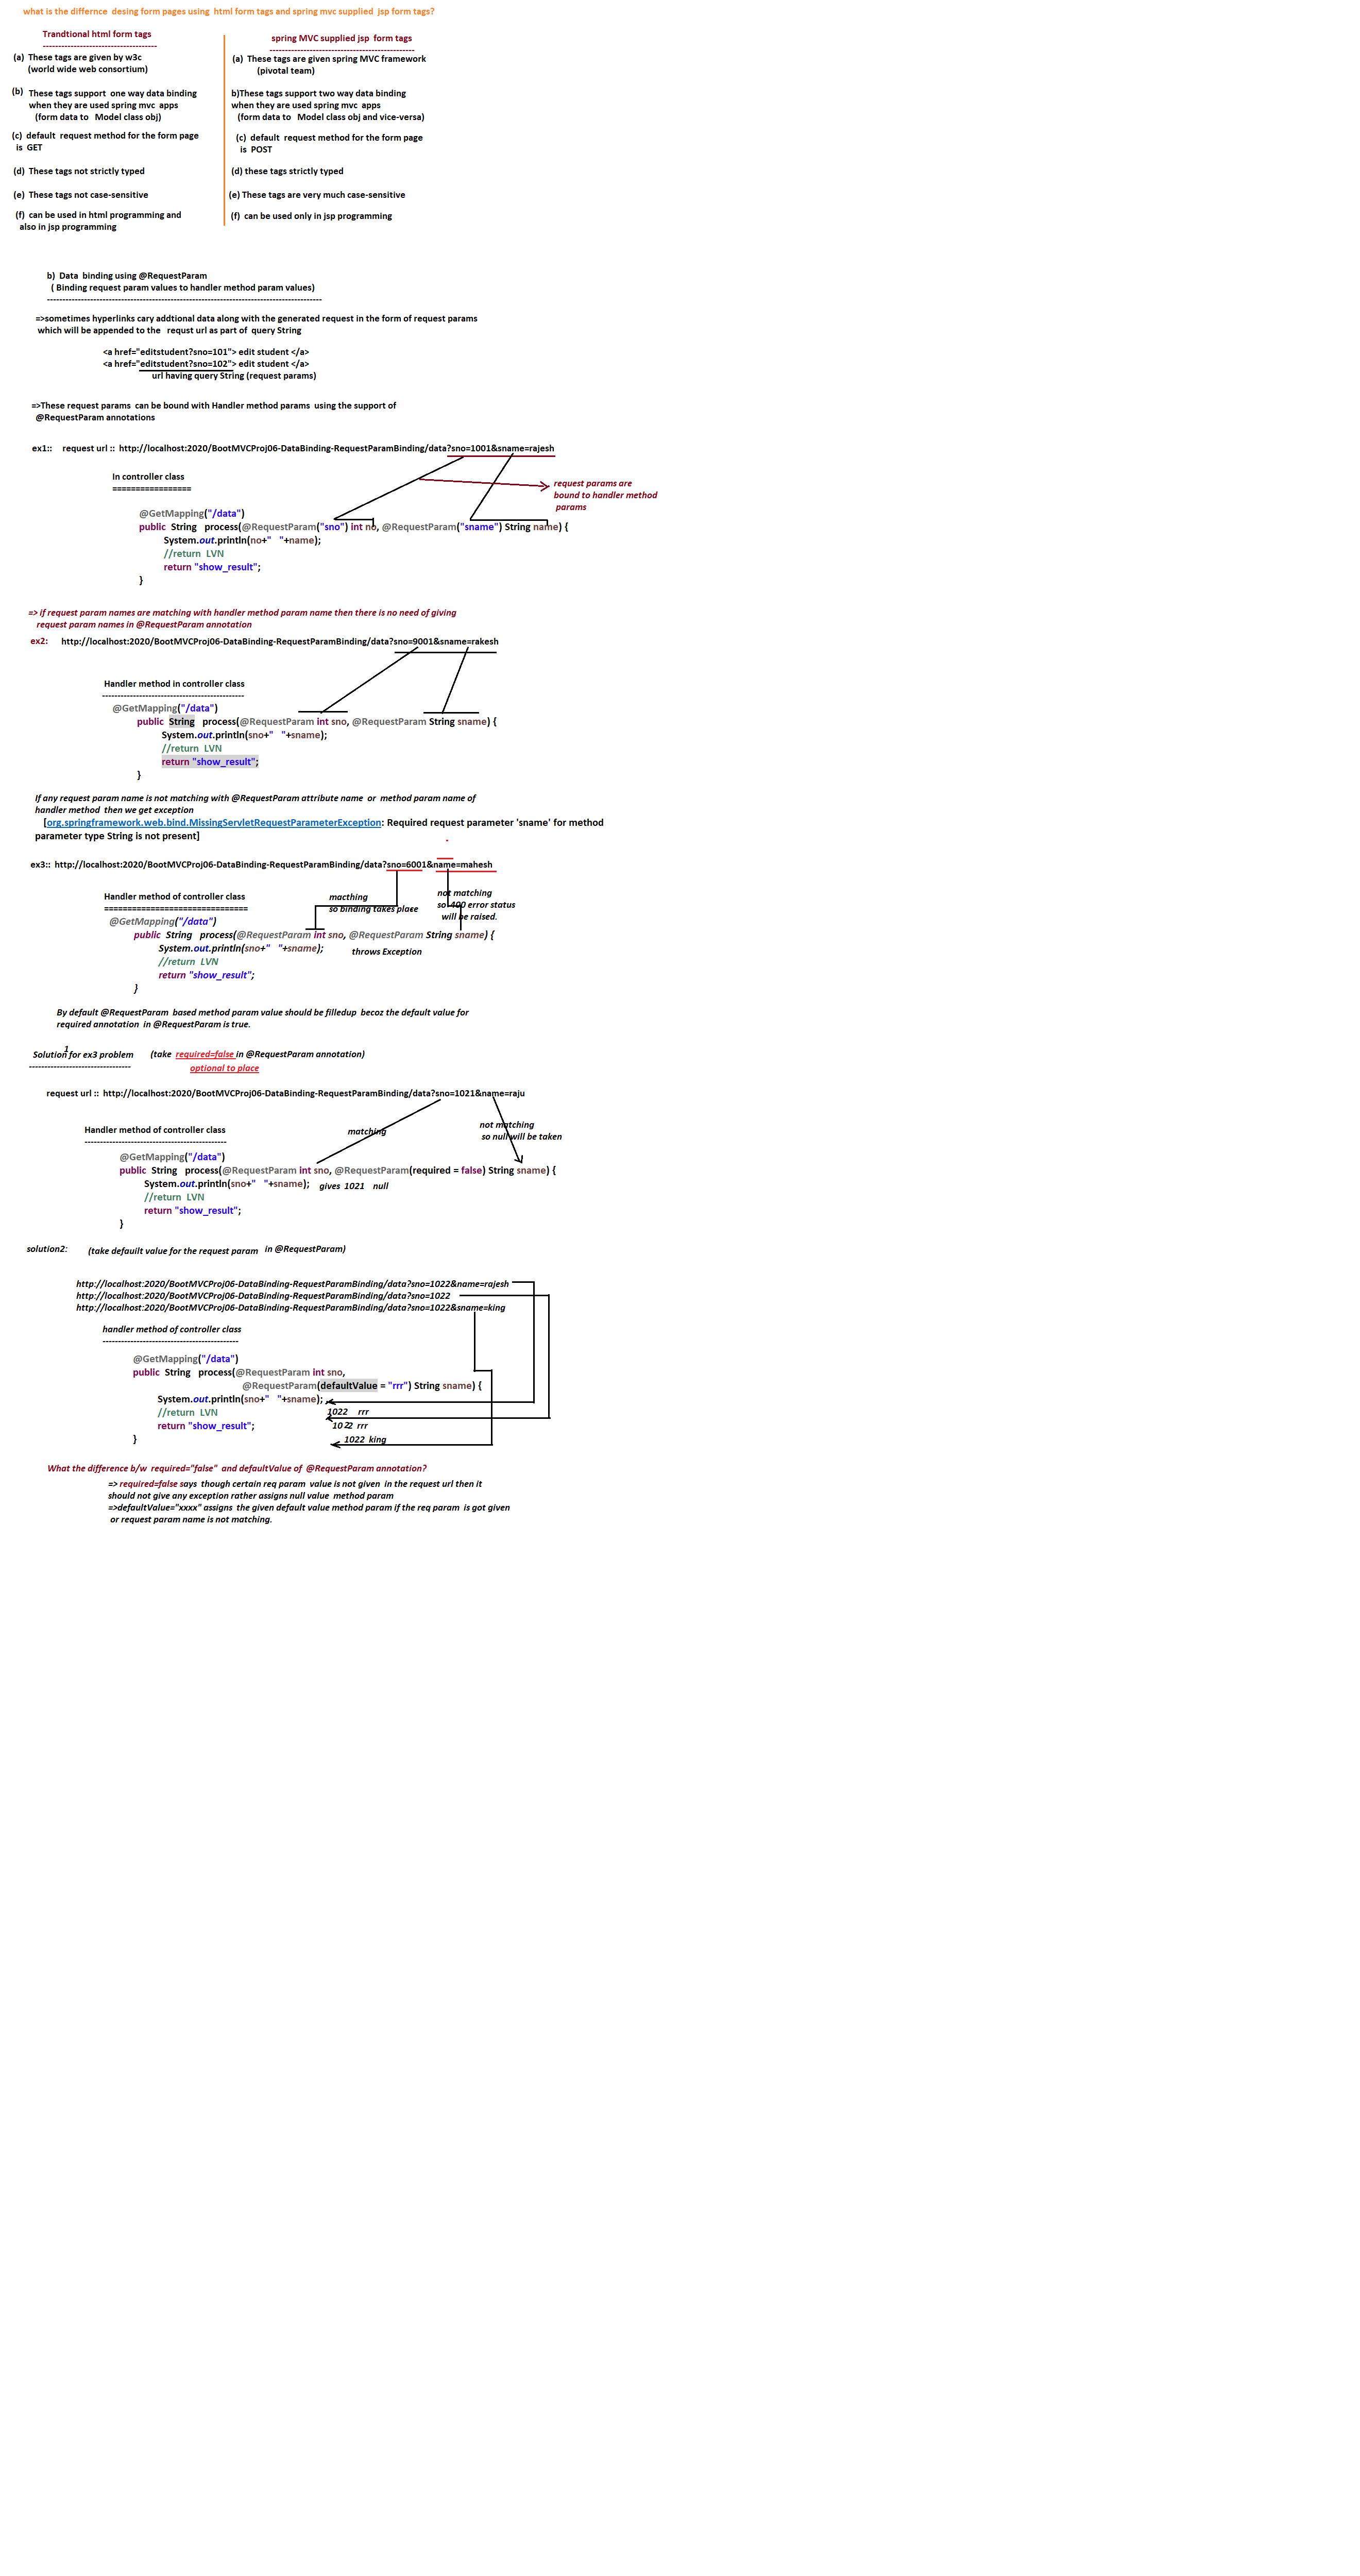 what is the differnce  desing form pages using  html form tags and spring mvc supplied  jsp form tags?
Trandtional html form tags
-------------------------------------
(a)  These tags are given by w3c
(world wide web consortium)
(b)  These tags support  one way data binding
when they are used spring mvc  apps
(form data to   Model class obj)
(c)  default  request method for the form page
is  GET
(d)  These tags not strictly typed
(e)  These tags not case-sensitive
(f)  can be used in html programming and
also in jsp programming
spring MVC supplied jsp  form tags
-----------------------------------------------
(a)  These tags are given spring MVC framework
(pivotal team)
b)These tags support two way data binding
when they are used spring mvc  apps
(form data to   Model class obj and vice-versa)
(c)  default  request method for the form page
is  POST
(d) these tags strictly typed
(e) These tags are very much case-sensitive
(f)  can be used only in jsp programming
b)  Data  binding using @RequestParam
( Binding request param values to handler method param values)
-----------------------------------------------------------------------------------------
=>sometimes hyperlinks cary addtional data along with the generated request in the form of request params
which will be appended to the   requst url as part of  query String
<a href="editstudent?sno=101"> edit student </a>
<a href="editstudent?sno=102"> edit student </a>
url having query String (request params)
=>These request params  can be bound with Handler method params  using the support of
@RequestParam annotations
ex1::     request url ::  http://localhost:2020/BootMVCProj06-DataBinding-RequestParamBinding/data?sno=1001&sname=rajesh
In controller class
=================
request params are
bound to handler method
params
@GetMapping("/data")
public  String   process(@RequestParam("sno") int no, @RequestParam("sname") String name) {
System.out.println(no+"   "+name);
//return  LVN
return "show_result";
}
=> if request param names are matching with handler method param name then there is no need of giving
request param names in @RequestParam annotation
ex2:      http://localhost:2020/BootMVCProj06-DataBinding-RequestParamBinding/data?sno=9001&sname=rakesh
Handler method in controller class
----------------------------------------------
@GetMapping("/data")
public  String   process(@RequestParam int sno, @RequestParam String sname) {
System.out.println(sno+"   "+sname);
//return  LVN
return "show_result";
}
If any request param name is not matching with @RequestParam attribute name  or  method param name of
handler method  then we get exception
[org.springframework.web.bind.MissingServletRequestParameterException: Required request parameter 'sname' for method
parameter type String is not present]
ex3::  http://localhost:2020/BootMVCProj06-DataBinding-RequestParamBinding/data?sno=6001&name=mahesh
Handler method of controller class
===============================
macthing
so binding takes place
not matching
so 400 error status
will be raised.
@GetMapping("/data")
public  String   process(@RequestParam int sno, @RequestParam String sname) {
System.out.println(sno+"   "+sname);
throws Exception
//return  LVN
return "show_result";
}
By default @RequestParam  based method param value should be filledup  becoz the default value for
required annotation  in @RequestParam is true.
1
Solution for ex3 problem        (take  required=false in @RequestParam annotation)
---------------------------------
optional to place
request url ::  http://localhost:2020/BootMVCProj06-DataBinding-RequestParamBinding/data?sno=1021&name=raju
Handler method of controller class
----------------------------------------------
matching
not matching
so null will be taken
@GetMapping("/data")
public  String   process(@RequestParam int sno, @RequestParam(required = false) String sname) {
System.out.println(sno+"   "+sname);    gives  1021    null
//return  LVN
return "show_result";
}
solution2:          (take defauilt value for the request param   in @RequestParam)
http://localhost:2020/BootMVCProj06-DataBinding-RequestParamBinding/data?sno=1022&name=rajesh
http://localhost:2020/BootMVCProj06-DataBinding-RequestParamBinding/data?sno=1022
http://localhost:2020/BootMVCProj06-DataBinding-RequestParamBinding/data?sno=1022&sname=king
handler method of controller class
--------------------------------------------
@GetMapping("/data")
public  String   process(@RequestParam int sno,
@RequestParam(defaultValue = "rrr") String sname) {
System.out.println(sno+"   "+sname);
//return  LVN
return "show_result";
}
1022     rrr
1022  rrr
1022  king
What the difference b/w  required="false"  and defaultValue of  @RequestParam annotation?
=> required=false says  though certain req param  value is not given  in the request url then it
should not give any exception rather assigns null value  method param
=>defaultValue="xxxx" assigns  the given default value method param if the req param  is got given
or request param name is not matching.